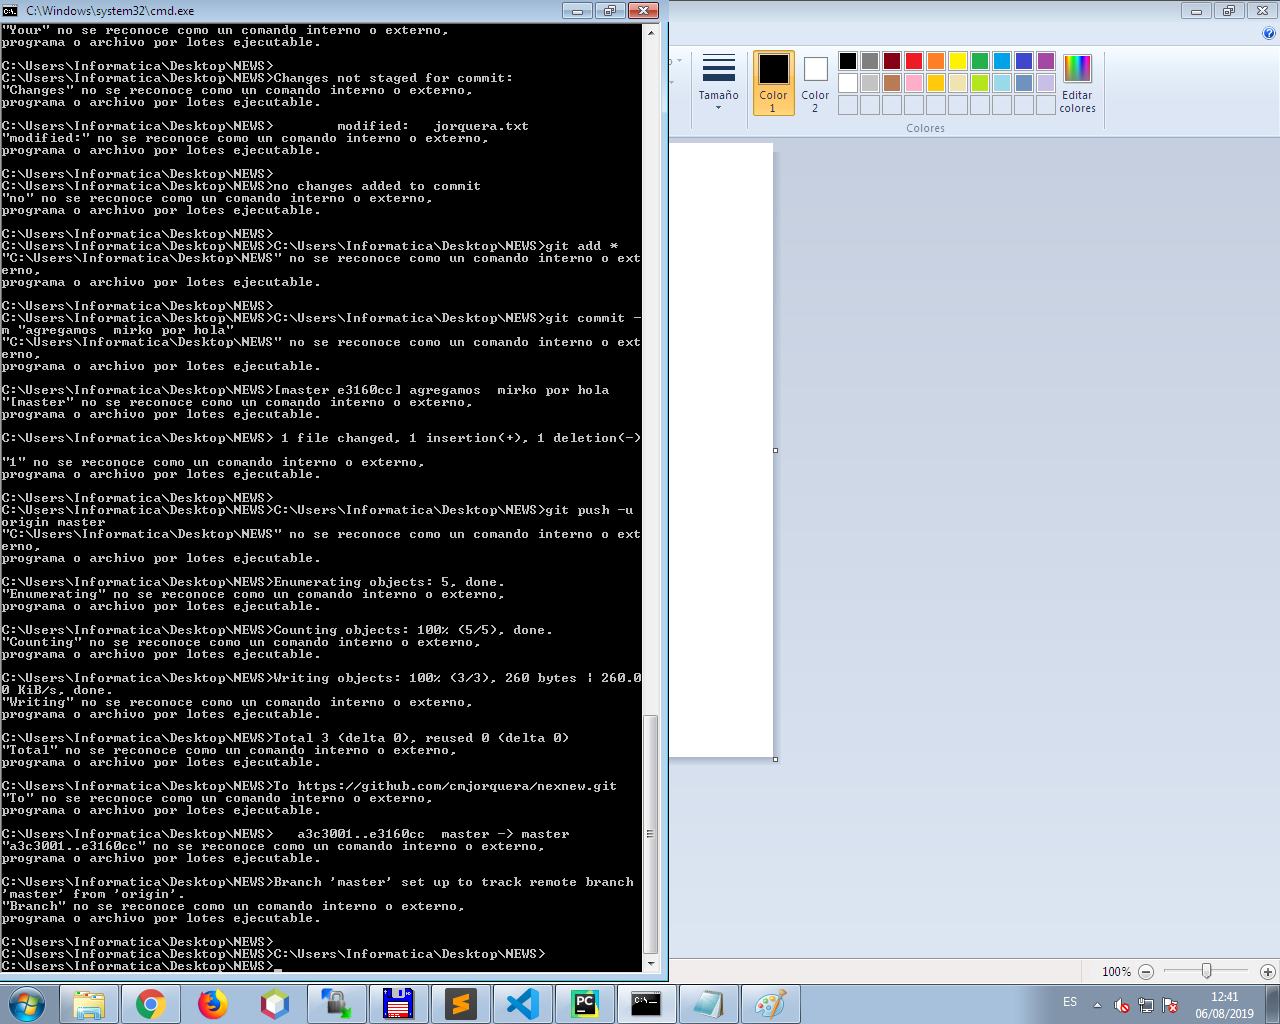 C:\Windows\system32\cmd.exe
"Your" no se reconoce como un comando interno o externo,
programa o archivo por lotes ejecutable.
C:\Users\Informatica\Desktop\NEWS>
C:\Users\Informatica\Desktop\NEWS>Changes not staged for commit:
"Changes" no se reconoce como un comando interno o externo,
programa o archivo por lotes ejecutable.
C:\Users\Informatica\Desktop\NEWS>        modified:   jorquera.txt
"modified:" no se reconoce como un comando interno o externo,
programa o archivo por lotes ejecutable.
C:\Users\Informatica\Desktop\NEWS>
C:\Users\Informatica\Desktop\NEWS>no changes added to commit
"no" no se reconoce como un comando interno o externo,
programa o archivo por lotes ejecutable.
C:\Users\Informatica\Desktop\NEWS>
C:\Users\Informatica\Desktop\NEWS>C:\Users\Informatica\Desktop\NEWS>git add *
"C:\Users\Informatica\Desktop\NEWS" no se reconoce como un comando interno o ext
erno,
programa o archivo por lotes ejecutable.
C:\Users\Informatica\Desktop\NEWS>
C:\Users\Informatica\Desktop\NEWS>C:\Users\Informatica\Desktop\NEWS>git commit -
m "agregamos  mirko por hola"
"C:\Users\Informatica\Desktop\NEWS" no se reconoce como un comando interno o ext
erno,
programa o archivo por lotes ejecutable.
C:\Users\Informatica\Desktop\NEWS>[master e3160cc] agregamos  mirko por hola
"[master" no se reconoce como un comando interno o externo,
programa o archivo por lotes ejecutable.
C:\Users\Informatica\Desktop\NEWS> 1 file changed, 1 insertion(+), 1 deletion(-)
"1" no se reconoce como un comando interno o externo,
programa o archivo por lotes ejecutable.
C:\Users\Informatica\Desktop\NEWS>
C:\Users\Informatica\Desktop\NEWS>C:\Users\Informatica\Desktop\NEWS>git push -u
origin master
"C:\Users\Informatica\Desktop\NEWS" no se reconoce como un comando interno o ext
erno,
programa o archivo por lotes ejecutable.
C:\Users\Informatica\Desktop\NEWS>Enumerating objects: 5, done.
"Enumerating" no se reconoce como un comando interno o externo,
programa o archivo por lotes ejecutable.
C:\Users\Informatica\Desktop\NEWS>Counting objects: 100% (5/5), done.
"Counting" no se reconoce como un comando interno o externo,
programa o archivo por lotes ejecutable.
C:\Users\Informatica\Desktop\NEWS>Writing objects: 100% (3/3), 260 bytes | 260.0
0 KiB/s, done.
"Writing" no se reconoce como un comando interno o externo,
programa o archivo por lotes ejecutable.
C:\Users\Informatica\Desktop\NEWS>Total 3 (delta 0), reused 0 (delta 0)
"Total" no se reconoce como un comando interno o externo,
programa o archivo por lotes ejecutable.
C:\Users\Informatica\Desktop\NEWS>To https://github.com/cmjorquera/nexnew.git
"To" no se reconoce como un comando interno o externo,
programa o archivo por lotes ejecutable.
C:\Users\Informatica\Desktop\NEWS>   a3c3001..e3160cc  master -> master
"a3c3001..e3160cc" no se reconoce como un comando interno o externo,
programa o archivo por lotes ejecutable.
C:\Users\Informatica\Desktop\NEWS>Branch 'master' set up to track remote branch
'master' from 'origin'.
"Branch" no se reconoce como un comando interno o externo,
programa o archivo por lotes ejecutable.
C:\Users\Informatica\Desktop\NEWS>
C:\Users\Informatica\Desktop\NEWS>C:\Users\Informatica\Desktop\NEWS>
C:\Users\Informatica\Desktop\NEWS>_
Tamaño
Color
1
Color
2
Editar
colores
Colores
100%
PC
C:\
ES
12:41
06/08/2019